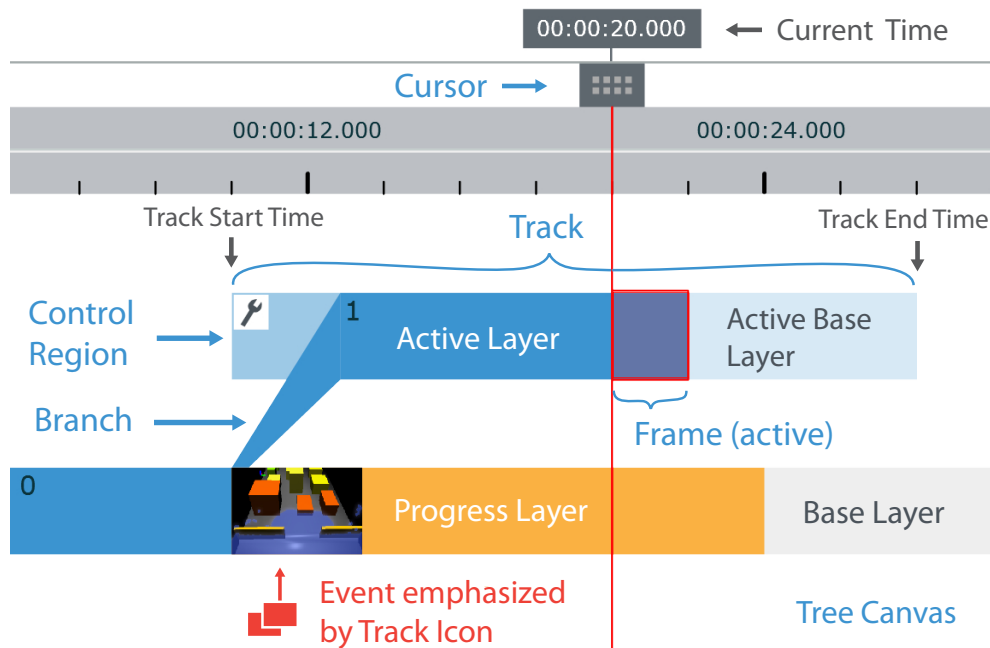 00:00:20.000
Current Time
Cursor
00:00:12.000
00:00:24.000
Track Start Time
Track
Track End Time
Control
Region
1
Active Layer
Active Base
Layer
Branch
Frame (active)
0
Progress Layer
Base Layer
Event emphasized
by Track Icon
Tree Canvas